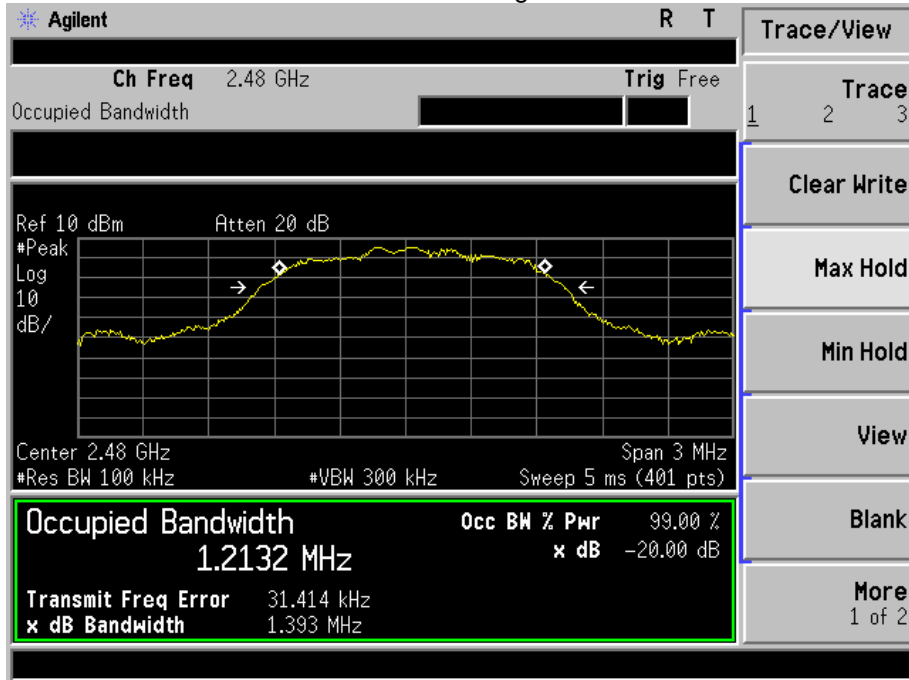 Agilent
R T
Trace/View
Ch Freq 2.48 GHz
Trig Free
Occupied Bandwidth
Trace
1 2 3
Clear Write
Ref 10 dBm Atten 20 dB
#Peak
Log
10
dB/
Max Hold
Min Hold
View
Center 2.48 GHz
Span 3 MHz
#Res BW 100 kHz
#VBW 300 kHz
Sweep 5 ms (401 pts)
Occupied Bandwidth
1.2132 MHz
Occ BW % Pwr 99.00 %
x dB -20.00 dB
Transmit Freq Error 31.414 kHz
x dB Bandwidth 1.393 MHz
Blank
More
1 of 2